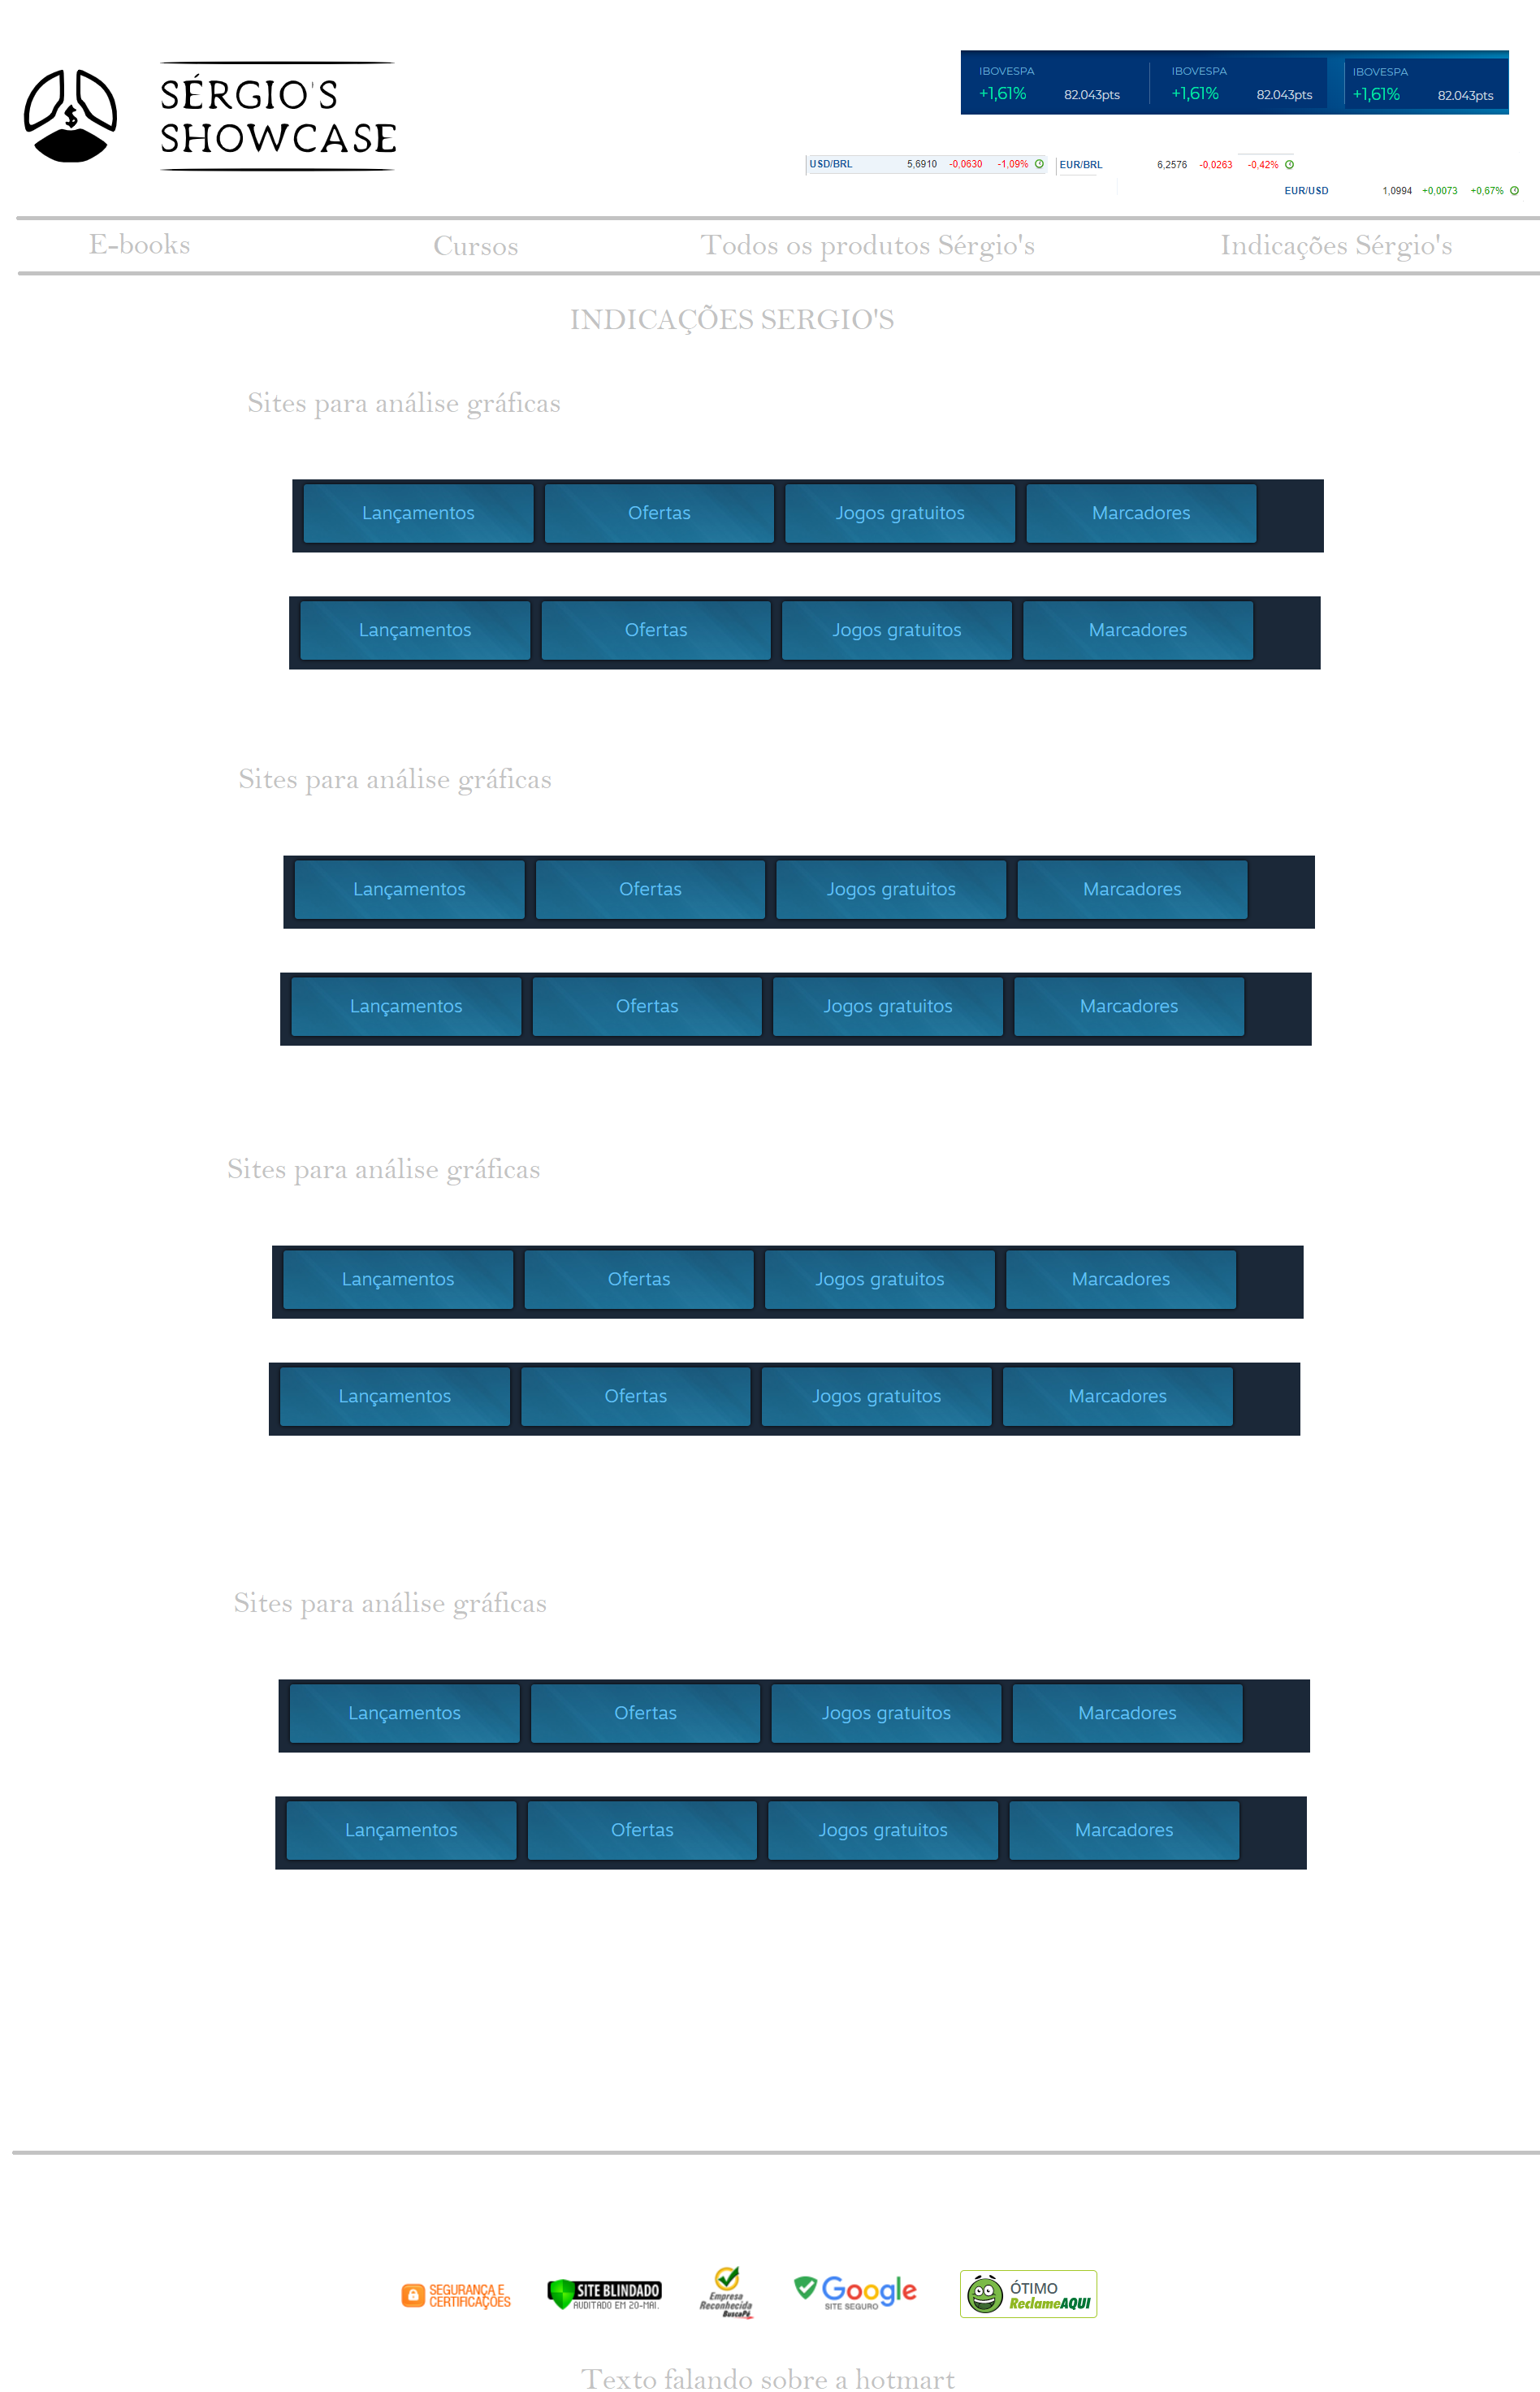 SÉRGIO'S
SHOWCASE
IBOVESPA IBOVESPA IBOVESPA
+1,61% 82.043pts +1,61% 82.043pts +1,61% 82.043pts
USD/BRL 5,6910 -0,0630 -1,09% EUR/BRL 6,2576 -0,0263 -0,42%
EUR/USD 1,0994 +0,0073 +0,67%
E-books Cursos Todos os produtos Sérgio's Indicações Sérgio's
INDICAÇÕES SERGIO'S
Sites para análise gráficas
Lançamentos Ofertas Jogos gratuitos Marcadores
Lançamentos Ofertas Jogos gratuitos Marcadores
Sites para análise gráficas
Lançamentos Ofertas Jogos gratuitos Marcadores
Lançamentos Ofertas Jogos gratuitos Marcadores
Sites para análise gráficas
Lançamentos Ofertas Jogos gratuitos Marcadores
Lançamentos Ofertas Jogos gratuitos Marcadores
Sites para análise gráficas
Lançamentos Ofertas Jogos gratuitos Marcadores
Lançamentos Ofertas Jogos gratuitos Marcadores
SEGURANÇA E
CERTIFICAÇÕES
SITE BLINDADO
AUDITADO EM 20-MAI.
Empresa
Reconhecida
BuscaPé
Google
SITE SEGURO
ÓTIMO
ReclameAQUI
Texto falando sobre a hotmart